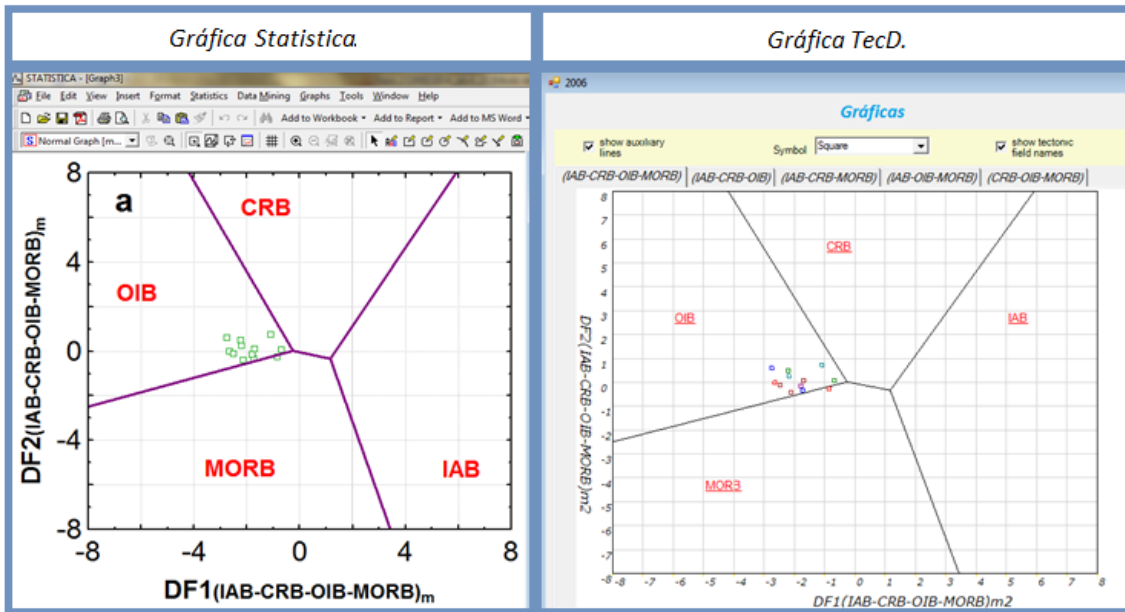 Gráfica Statistica.
Gráfica TecD.
STATISTICA - [Graph3]
File Edit View Insert Format Statistics Data Mining Graphs Tools Window Help
Add to Workbook Add to Report Add to MS Word
Normal Graph [m...
a
CRB
OIB
MORB
IAB
8
4
0
-4
-8
-8 -4 0 4 8
DF2(IAB-CRB-OIB-MORB)m
DF1(IAB-CRB-OIB-MORB)m
2006
Gráficas
show auxiliary lines
Symbol Square
show tectonic field names
(IAB-CRB-OIB-MORB) (IAB-CRB-OIB) (IAB-CRB-MORB) (IAB-OIB-MORB) (CRB-OIB-MORB)
8
7
6
5
4
3
2
1
0
-1
-2
-3
-4
-5
-6
-7
-8
CRB
OIB
IAB
MORB
-8 -7 -6 -5 -4 -3 -2 -1 0 1 2 3 4 5 6 7 8
DF2(IAB-CRB-OIB-MORB)m2
DF1(IAB-CRB-OIB-MORB)m2